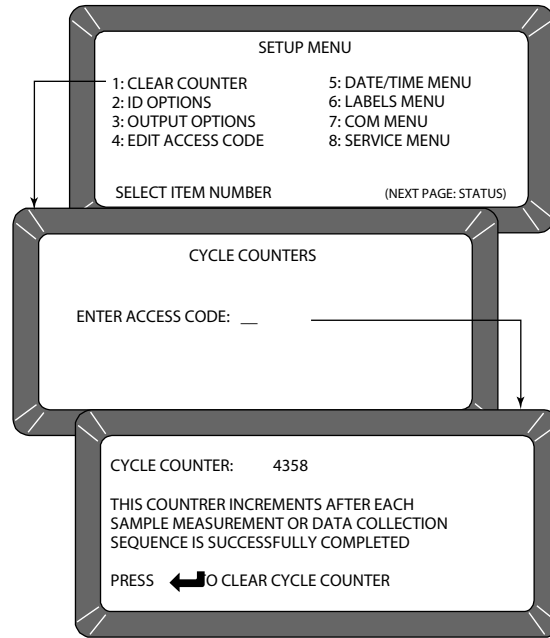 SETUP MENU
1: CLEAR COUNTER 5: DATE/TIME MENU
2: ID OPTIONS 6: LABELS MENU
3: OUTPUT OPTIONS 7: COM MENU
4: EDIT ACCESS CODE 8: SERVICE MENU
SELECT ITEM NUMBER (NEXT PAGE: STATUS)
CYCLE COUNTERS
ENTER ACCESS CODE: __
CYCLE COUNTER: 4358
THIS COUNTRER INCREMENTS AFTER EACH
SAMPLE MEASUREMENT OR DATA COLLECTION
SEQUENCE IS SUCCESSFULLY COMPLETED
PRESS O CLEAR CYCLE COUNTER